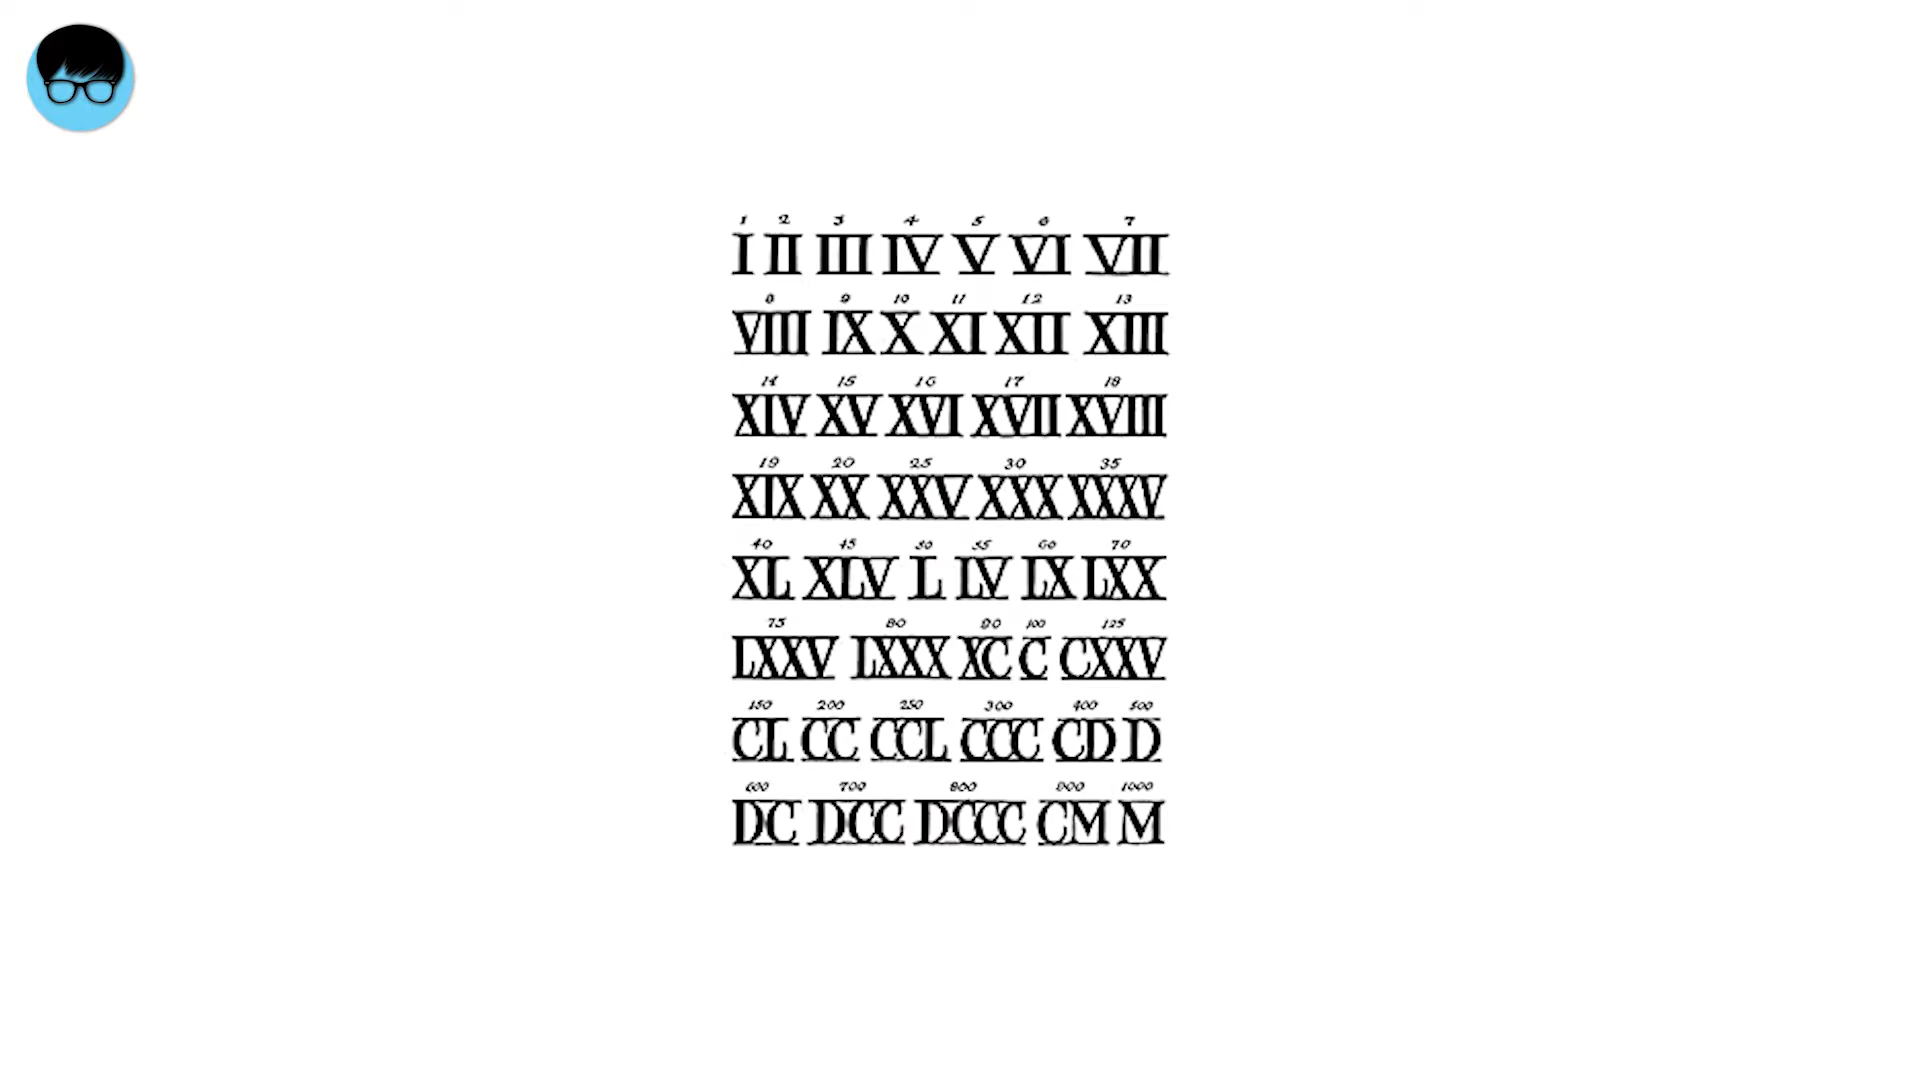 1 2 3 4 5 6 7
I II III IV V VI VII
8 9 10 11 12 13
VIII IX X XI XII XIII
14 15 16 17 18
XIV XV XVI XVII XVIII
19 20 25 30 35
XIX XX XXV XXX XXXV
40 45 50 55 60 70
XL XLV L LV LX LXX
75 80 90 100 125
LXXV LXXX XC C CXXV
150 200 250 300 400 500
CL CC CCL CCC CD D
600 700 800 900 1000
DC DCC DCCC CM M